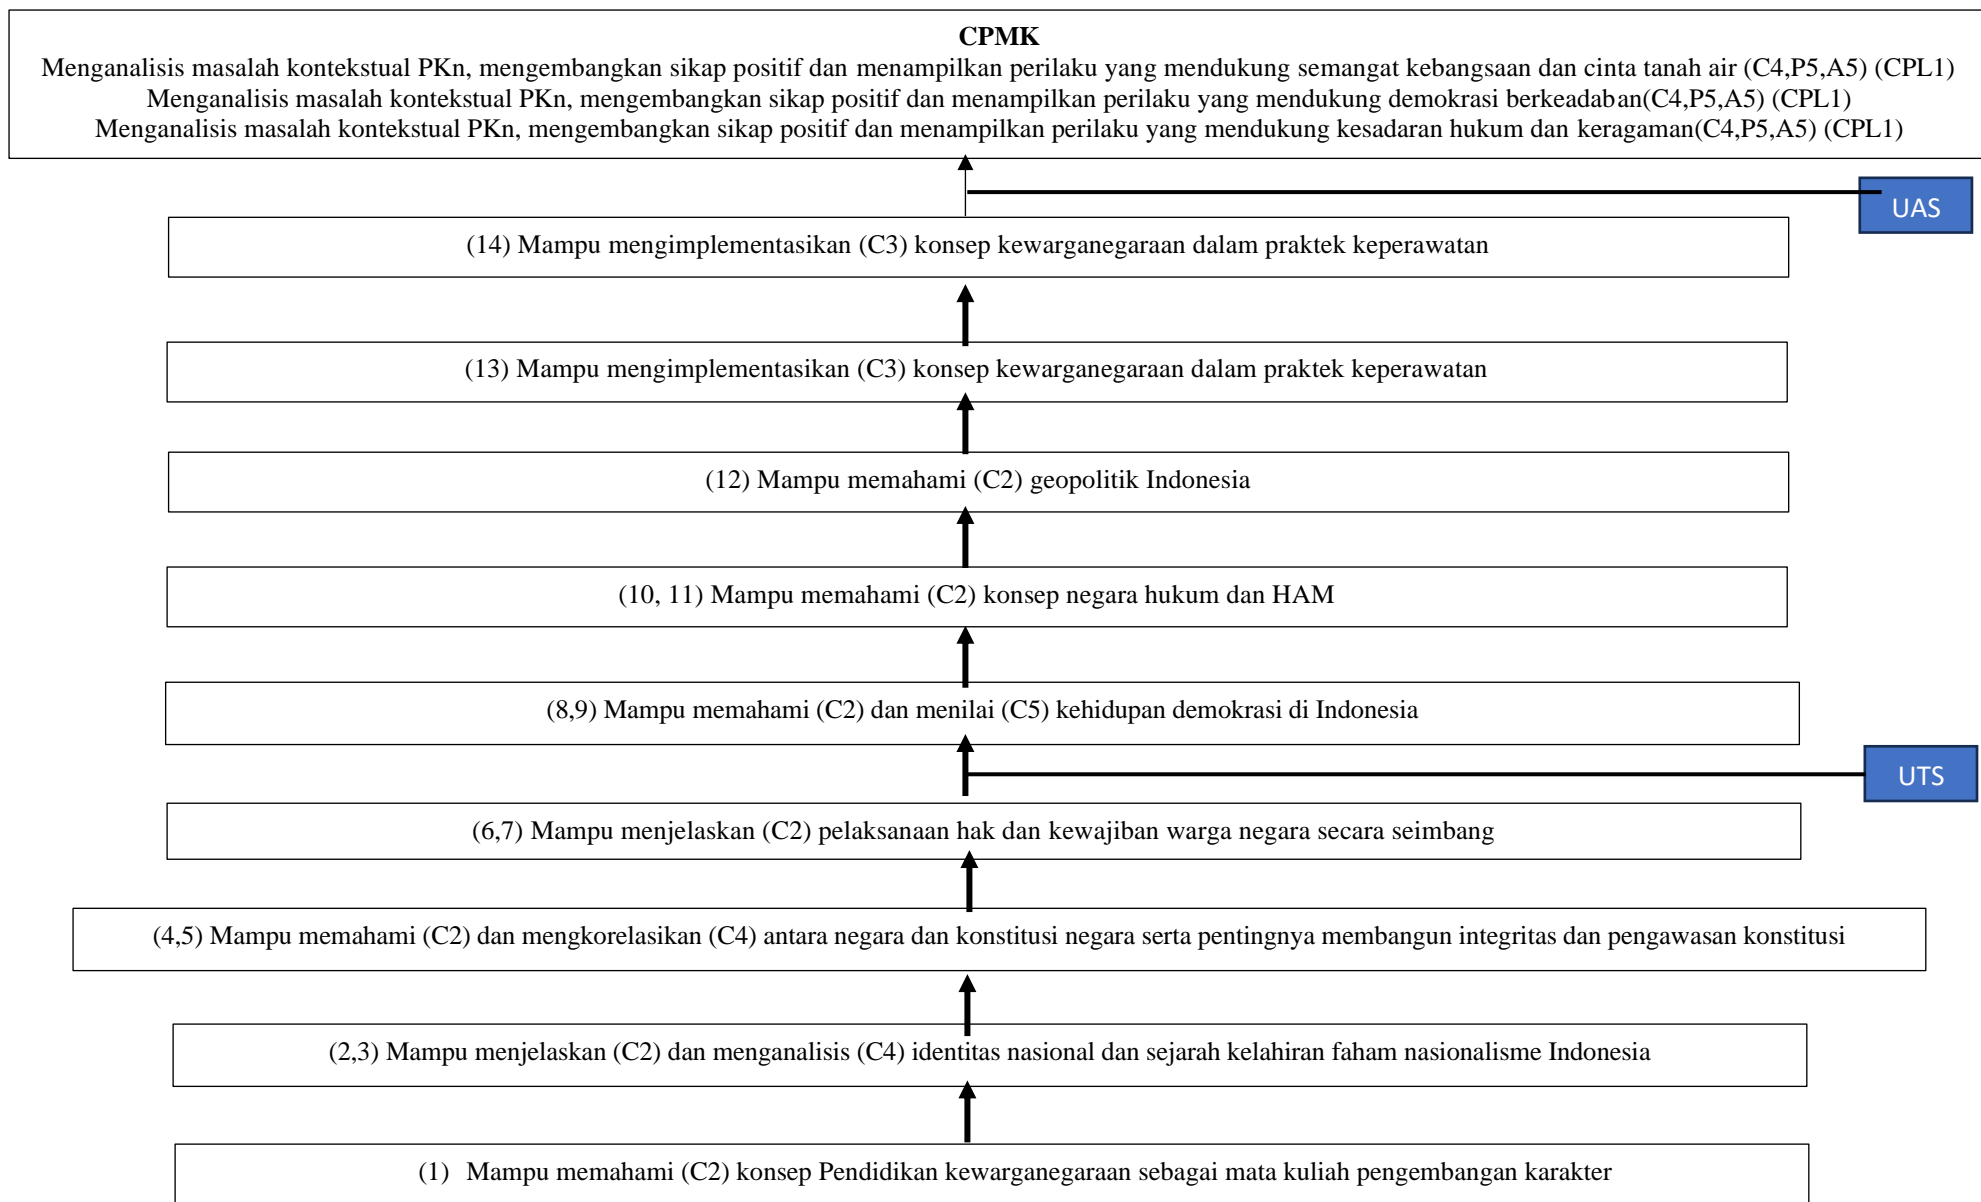 CPMK
Menganalisis masalah kontekstual PKn, mengembangkan sikap positif dan menampilkan perilaku yang mendukung semangat kebangsaan dan cinta tanah air (C4,P5,A5) (CPL1)
Menganalisis masalah kontekstual PKn, mengembangkan sikap positif dan menampilkan perilaku yang mendukung demokrasi berkeadaban(C4,P5,A5) (CPL1)
Menganalisis masalah kontekstual PKn, mengembangkan sikap positif dan menampilkan perilaku yang mendukung kesadaran hukum dan keragaman(C4,P5,A5) (CPL1)
UAS
(14) Mampu mengimplementasikan (C3) konsep kewarganegaraan dalam praktek keperawatan
(13) Mampu mengimplementasikan (C3) konsep kewarganegaraan dalam praktek keperawatan
(12) Mampu memahami (C2) geopolitik Indonesia
(10, 11) Mampu memahami (C2) konsep negara hukum dan HAM
(8,9) Mampu memahami (C2) dan menilai (C5) kehidupan demokrasi di Indonesia
UTS
(6,7) Mampu menjelaskan (C2) pelaksanaan hak dan kewajiban warga negara secara seimbang
(4,5) Mampu memahami (C2) dan mengkorelasikan (C4) antara negara dan konstitusi negara serta pentingnya membangun integritas dan pengawasan konstitusi
(2,3) Mampu menjelaskan (C2) dan menganalisis (C4) identitas nasional dan sejarah kelahiran faham nasionalisme Indonesia
(1) Mampu memahami (C2) konsep Pendidikan kewarganegaraan sebagai mata kuliah pengembangan karakter